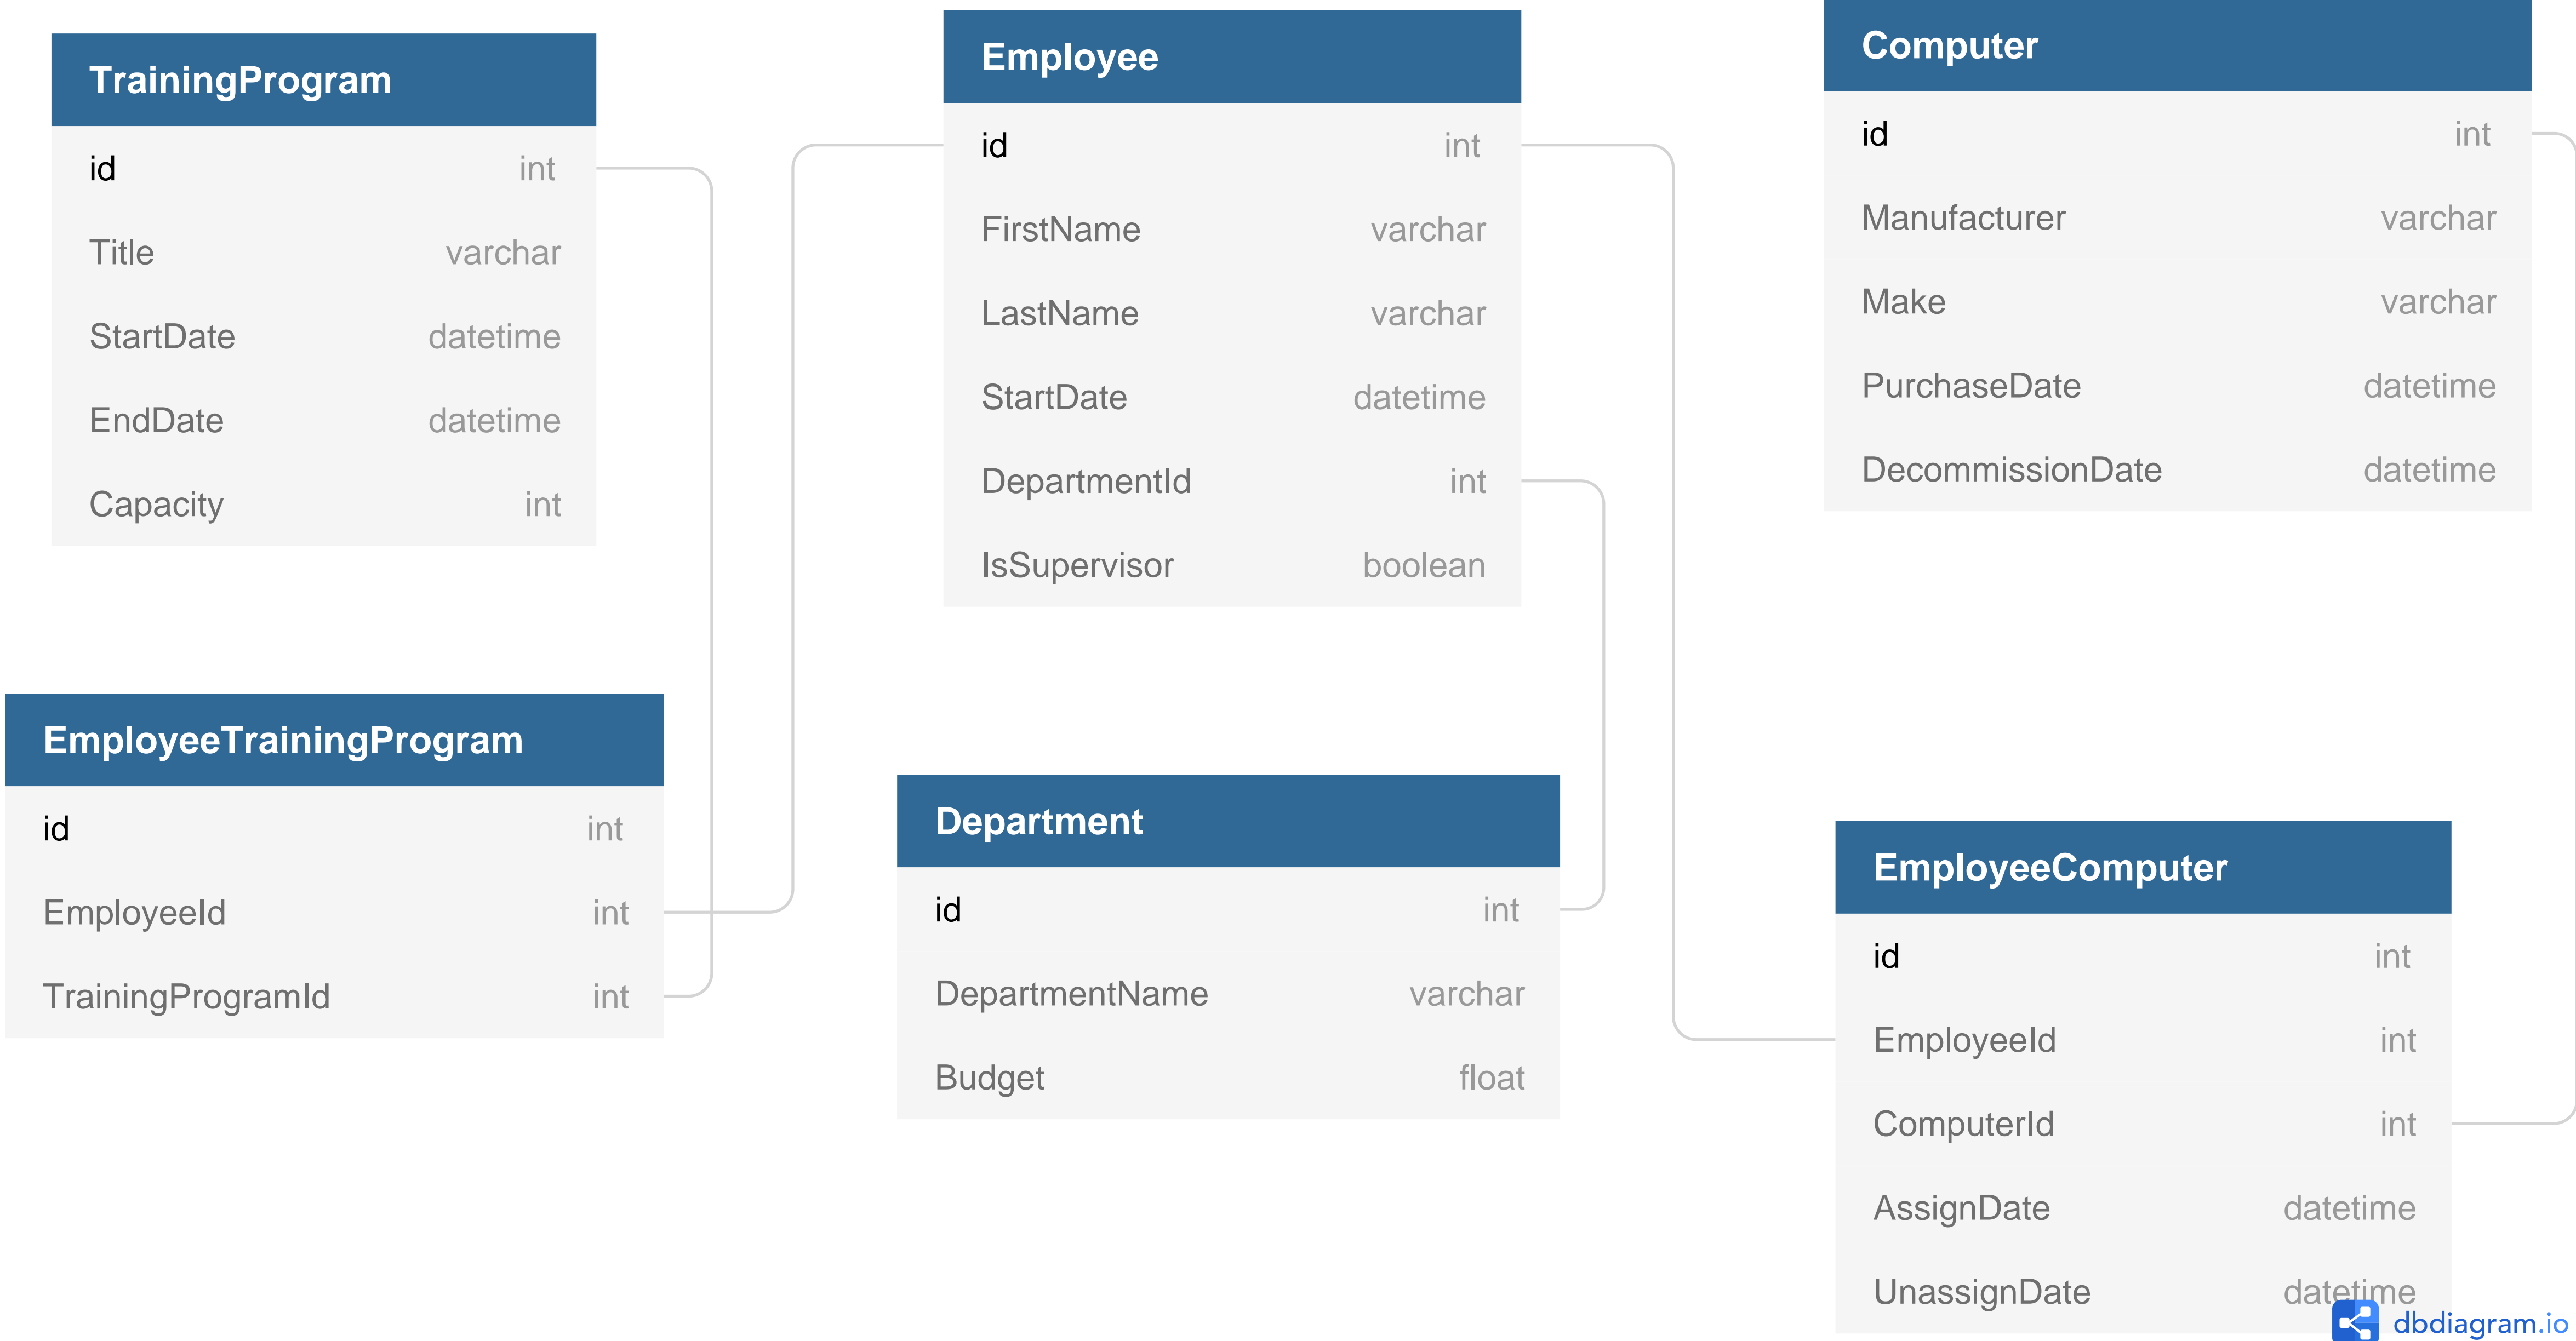 TrainingProgram
id int
Title varchar
StartDate datetime
EndDate datetime
Capacity int
Employee
id int
FirstName varchar
LastName varchar
StartDate datetime
DepartmentId int
IsSupervisor boolean
Computer
id int
Manufacturer varchar
Make varchar
PurchaseDate datetime
DecommissionDate datetime
EmployeeTrainingProgram
id int
EmployeeId int
TrainingProgramId int
Department
id int
DepartmentName varchar
Budget float
EmployeeComputer
id int
EmployeeId int
ComputerId int
AssignDate datetime
UnassignDate datetime
dbdiagram.io